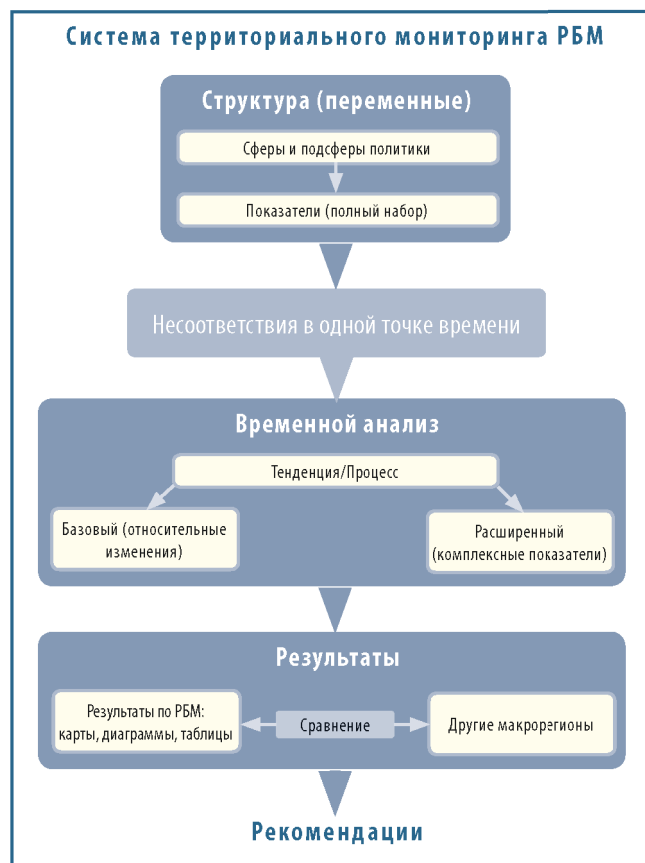 Система территориального мониторинга РБМ
Структура (переменные)
Сферы и подсферы политики
Показатели (полный набор)
Несоответствия в одной точке времени
Временной анализ
Тенденция/Процесс
Базовый (относительные
изменения)
Расширенный
(комплексные показатели)
Результаты
Результаты по РБМ:
карты, диаграммы, таблицы
Сравнение
Другие макрорегионы
Рекомендации